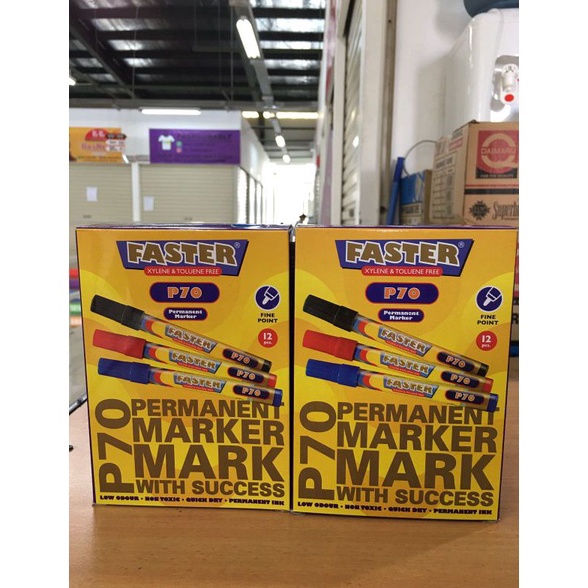 FASTER®
XYLENE & TOLUENE FREE
P70
Permanent
Marker
FINE
POINT
12
pcs.
FASTER
P70
FASTER
P70
FASTER
P70
P70
PERMANENT
MARKER
MARK
WITH SUCCESS
LOW ODOUR • NON TOXIC • QUICK DRY • PERMANENT INK
FASTER®
XYLENE & TOLUENE FREE
P70
Permanent
Marker
FINE
POINT
12
pcs.
FASTER
P70
FASTER
P70
FASTER
P70
P70
PERMANENT
MARKER
MARK
WITH SUCCESS
LOW ODOUR • NON TOXIC • QUICK DRY • PERMANENT INK